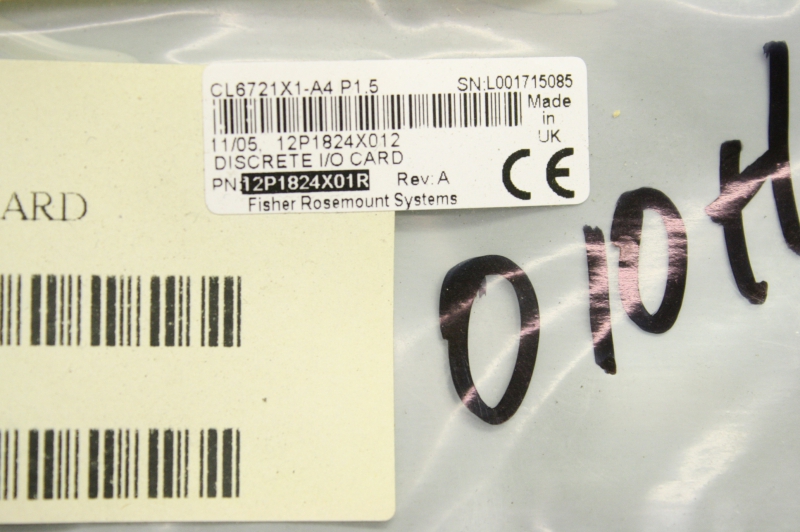 CL6721X1-A4 P1.5 SN:L001715085
Made
in
UK
11/05, 12P1824X012
DISCRETE I/O CARD
PN:12P1824X01R Rev:A
CE
Fisher Rosemount Systems
ARD
010